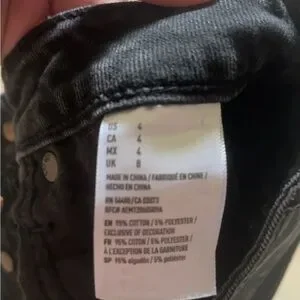 US 4
CA 4
MX 4
UK 8
MADE IN CHINA / FABRIQUÉ EN CHINE /
HECHO EN CHINA
EN 95% COTTON / 5% POLYESTER /
EXCLUSIVE OF DECORATION
FR 95% COTON / 5% POLYESTER /
À L'EXCEPTION DE LA GARNITURE
SP 95% algodón / 5% poliéster